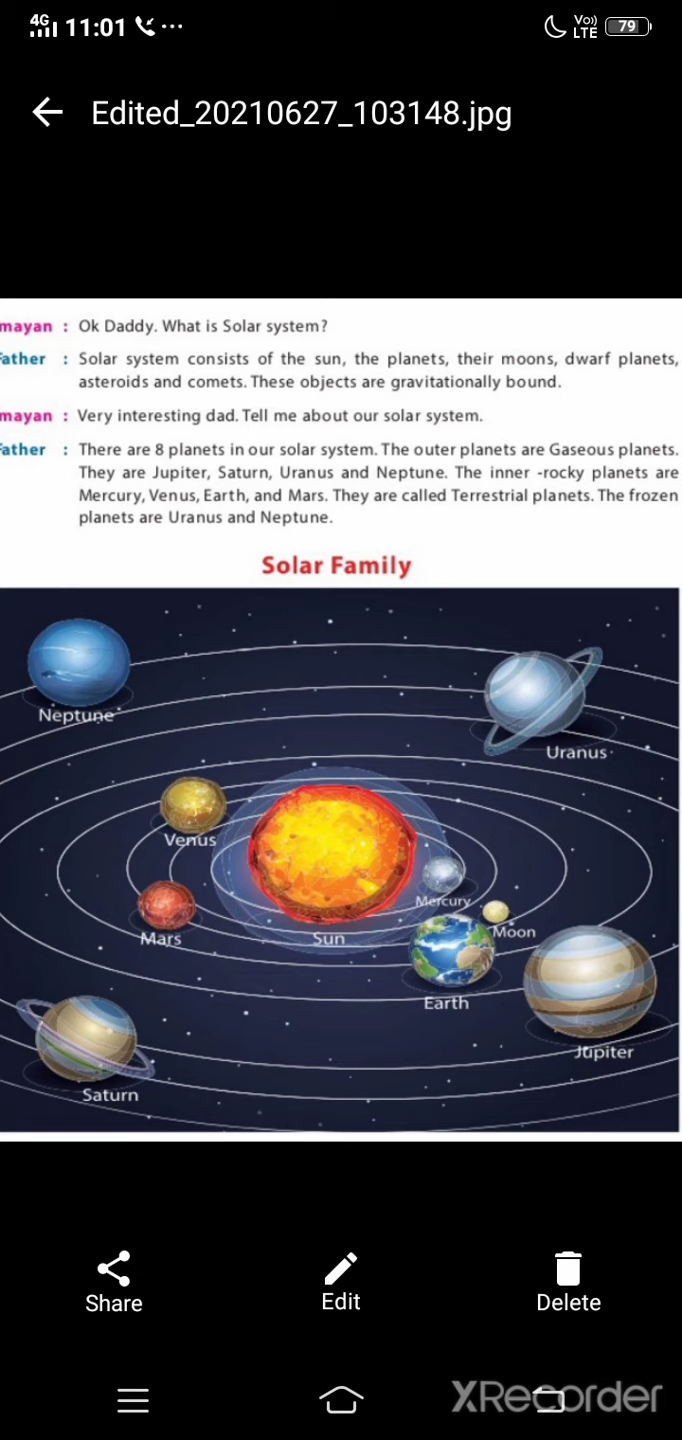 4G 11:01 ... Vo)) LTE 79
Edited_20210627_103148.jpg
mayan : Ok Daddy. What is Solar system?
Father : Solar system consists of the sun, the planets, their moons, dwarf planets,
asteroids and comets. These objects are gravitationally bound.
mayan : Very interesting dad. Tell me about our solar system.
Father : There are 8 planets in our solar system. The outer planets are Gaseous planets.
They are Jupiter, Saturn, Uranus and Neptune. The inner -rocky planets are
Mercury, Venus, Earth, and Mars. They are called Terrestrial planets. The frozen
planets are Uranus and Neptune.
Solar Family
Neptune
Uranus
Venus
Mercury
Moon
Mars
Sun
Earth
Jupiter
Saturn
Share
Edit
Delete
XRecorder